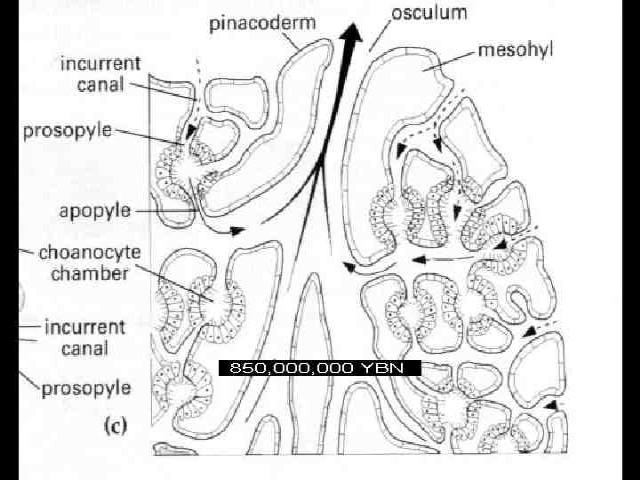 osculum
pinacoderm
mesohyl
incurrent
canal
prosopyle
apopyle
choanocyte
chamber
incurrent
canal
prosopyle
850,000,000 YBN
(c)